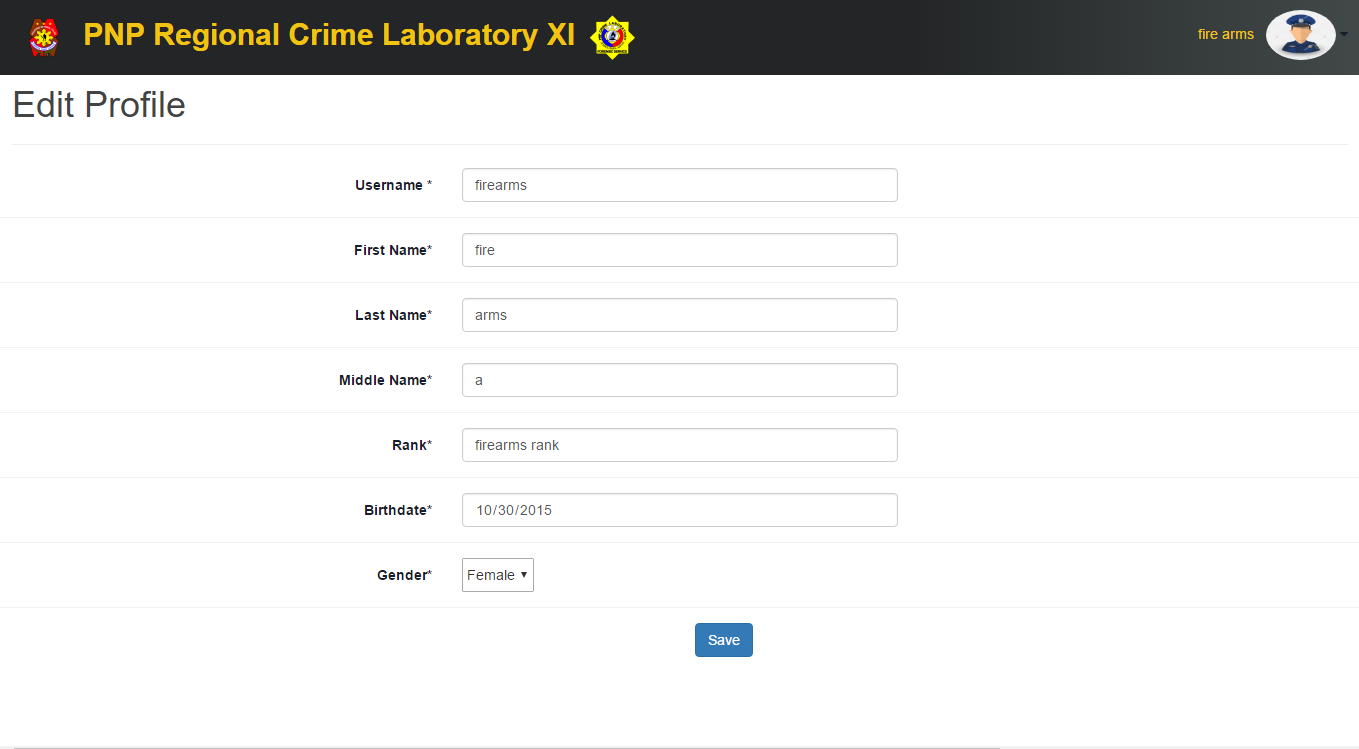 PNP Regional Crime Laboratory XI
fire arms
Edit Profile
Username *
firearms
First Name*
fire
Last Name*
arms
Middle Name*
a
Rank*
firearms rank
Birthdate*
10/30/2015
Gender*
Female
Save